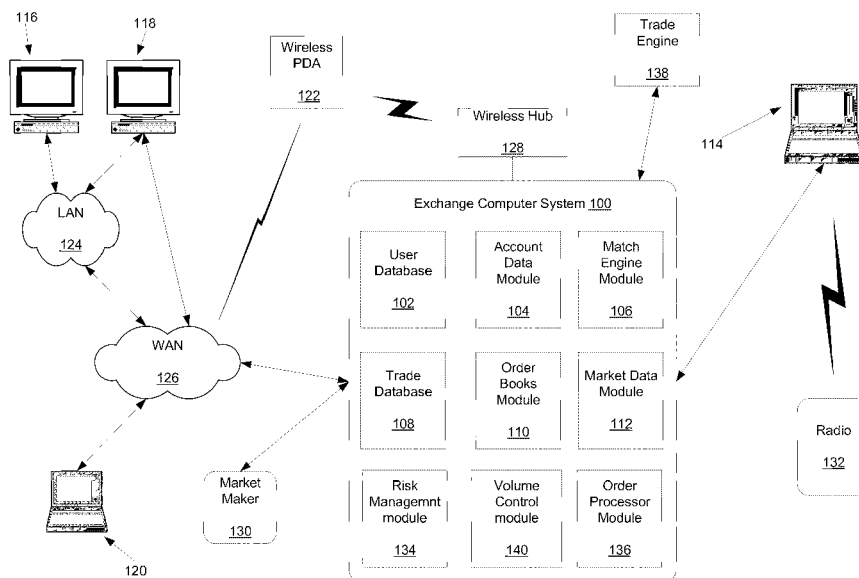 116
118
Wireless
PDA
122
Trade
Engine
138
Wireless Hub
128
114
LAN
124
Exchange Computer System 100
User
Database
102
Account
Data
Module
104
Match
Engine
Module
106
WAN
126
Trade
Database
108
Order
Books
Module
110
Market Data
Module
112
Radio
132
Market
Maker
130
Risk
Managemnt
module
134
Volume
Control
module
140
Order
Processor
Module
136
120